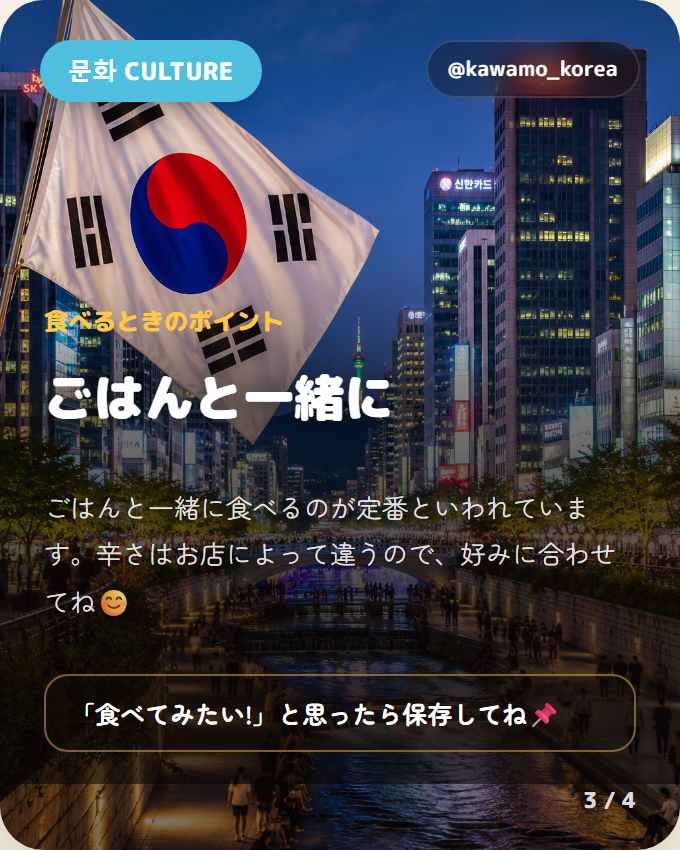 문화 CULTURE
@kawamo_korea
SK
신한카드
食べるときのポイント
ごはんと一緒に
ごはんと一緒に食べるのが定番といわれていま
す。辛さはお店によって違うので、好みに合わせ
てね😊
「食べてみたい!」と思ったら保存してね📌
3 / 4